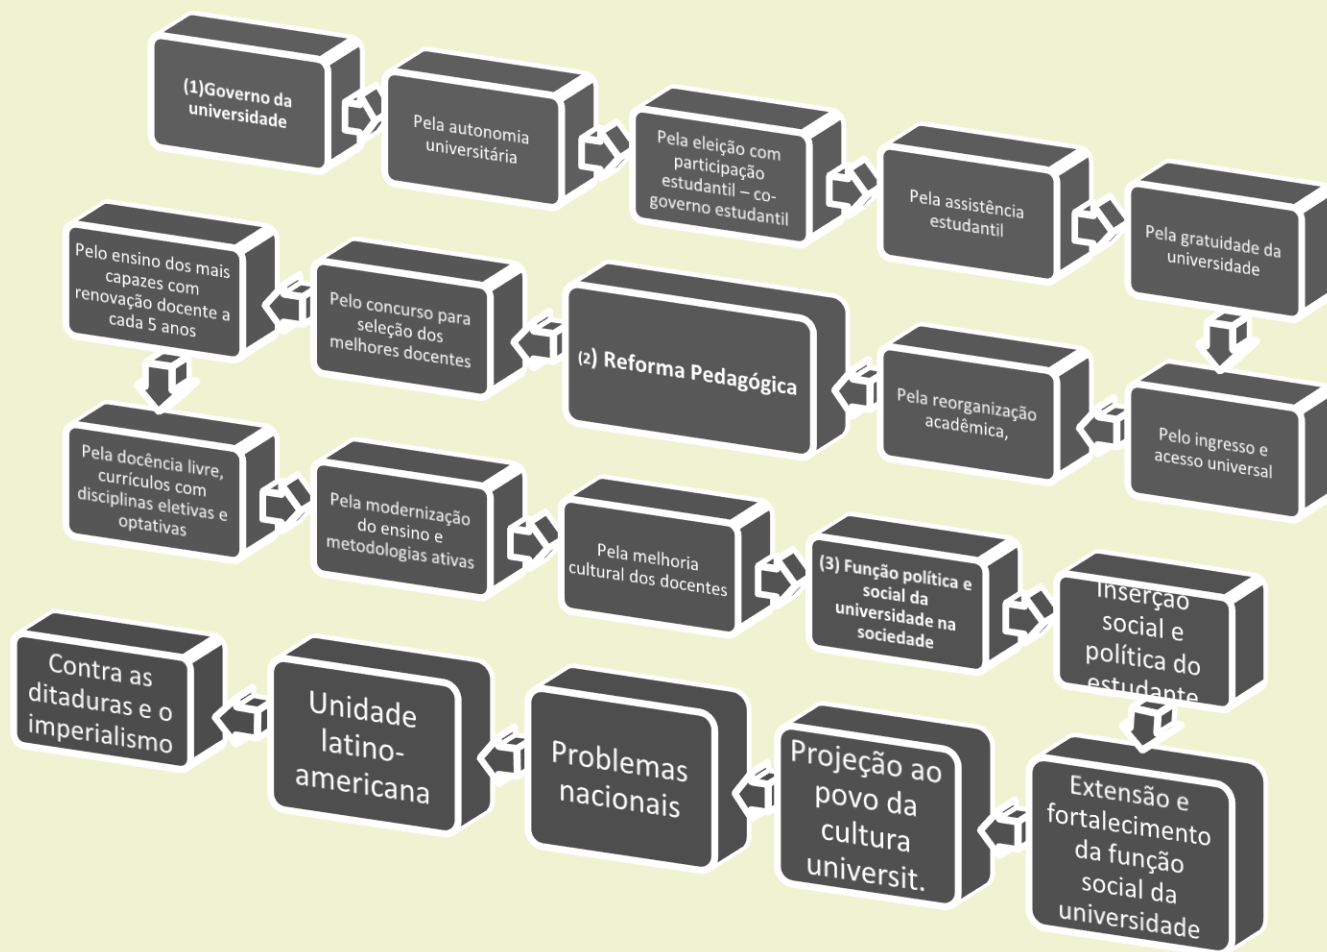 (1)Governo da
universidade
Pela autonomia
universitária
Pela eleição com
participação
estudantil – co-
governo estudantil
Pela assistência
estudantil
Pela gratuidade da
universidade
Pelo ingresso e
acesso universal
Pela reorganização
acadêmica,
(2) Reforma Pedagógica
Pelo concurso para
seleção dos
melhores docentes
Pelo ensino dos mais
capazes com
renovação docente a
cada 5 anos
Pela docência livre,
currículos com
disciplinas eletivas e
optativas
Pela modernização
do ensino e
metodologias ativas
Pela melhoria
cultural dos docentes
(3) Função política e
social da
universidade na
sociedade
Inserção
social e
política do
estudante
Extensão e
fortalecimento
da função
social da
universidade
Projeção ao
povo da
cultura
universit.
Problemas
nacionais
Unidade
latino-
americana
Contra as
ditaduras e o
imperialismo